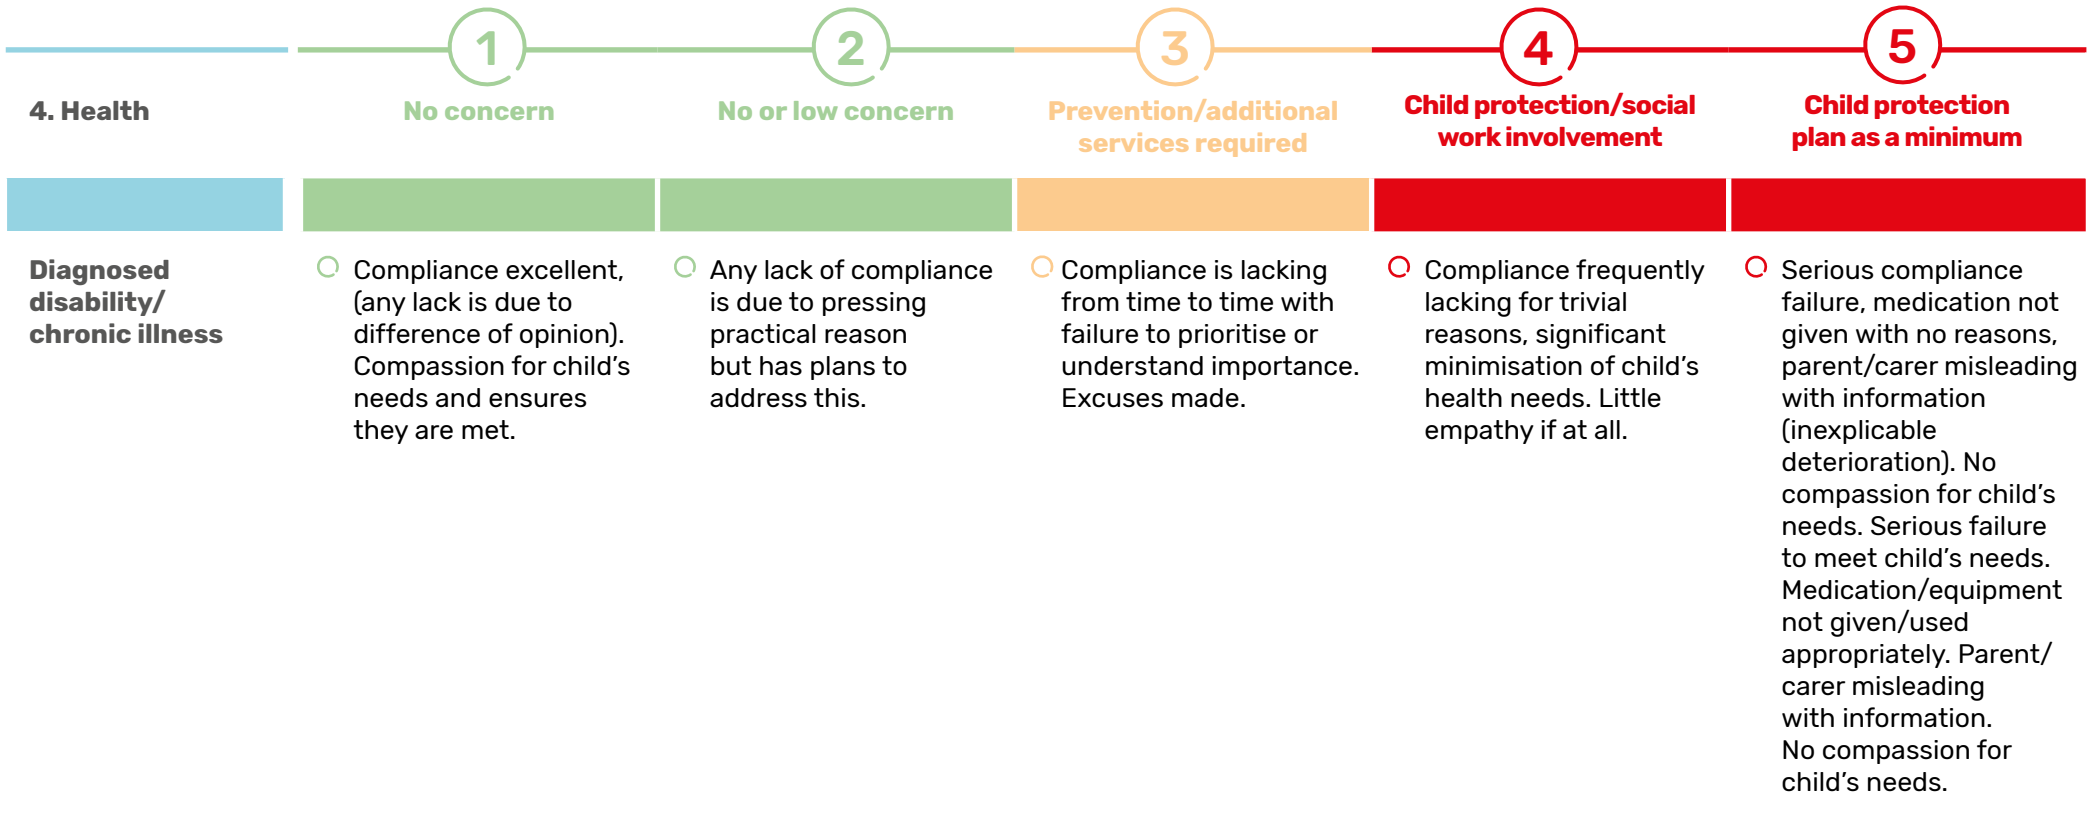 1
2
3
4
5
4. Health
No concern
No or low concern
Prevention/additional
services required
Child protection/social
work involvement
Child protection
plan as a minimum
Diagnosed
disability/
chronic illness
Compliance excellent,
(any lack is due to
difference of opinion).
Compassion for child’s
needs and ensures
they are met.
Any lack of compliance
is due to pressing
practical reason
but has plans to
address this.
Compliance is lacking
from time to time with
failure to prioritise or
understand importance.
Excuses made.
Compliance frequently
lacking for trivial
reasons, significant
minimisation of child’s
health needs. Little
empathy if at all.
Serious compliance
failure, medication not
given with no reasons,
parent/carer misleading
with information
(inexplicable
deterioration). No
compassion for child’s
needs. Serious failure
to meet child’s needs.
Medication/equipment
not given/used
appropriately. Parent/
carer misleading
with information.
No compassion for
child’s needs.